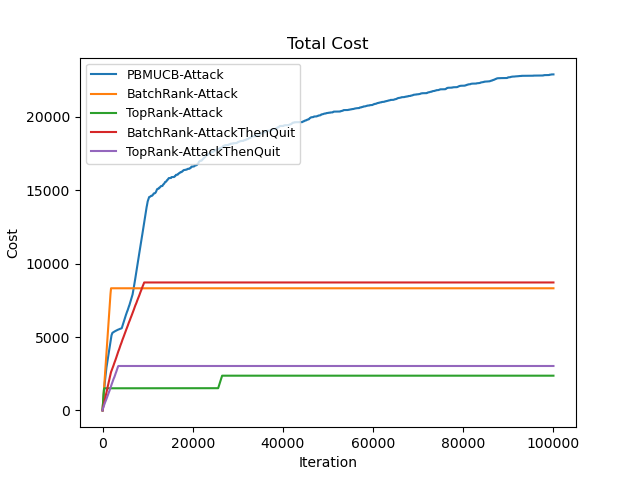 Total Cost
PBMUCB-Attack
BatchRank-Attack
TopRank-Attack
BatchRank-AttackThenQuit
TopRank-AttackThenQuit
Cost
20000
15000
10000
5000
0
0 20000 40000 60000 80000 100000
Iteration